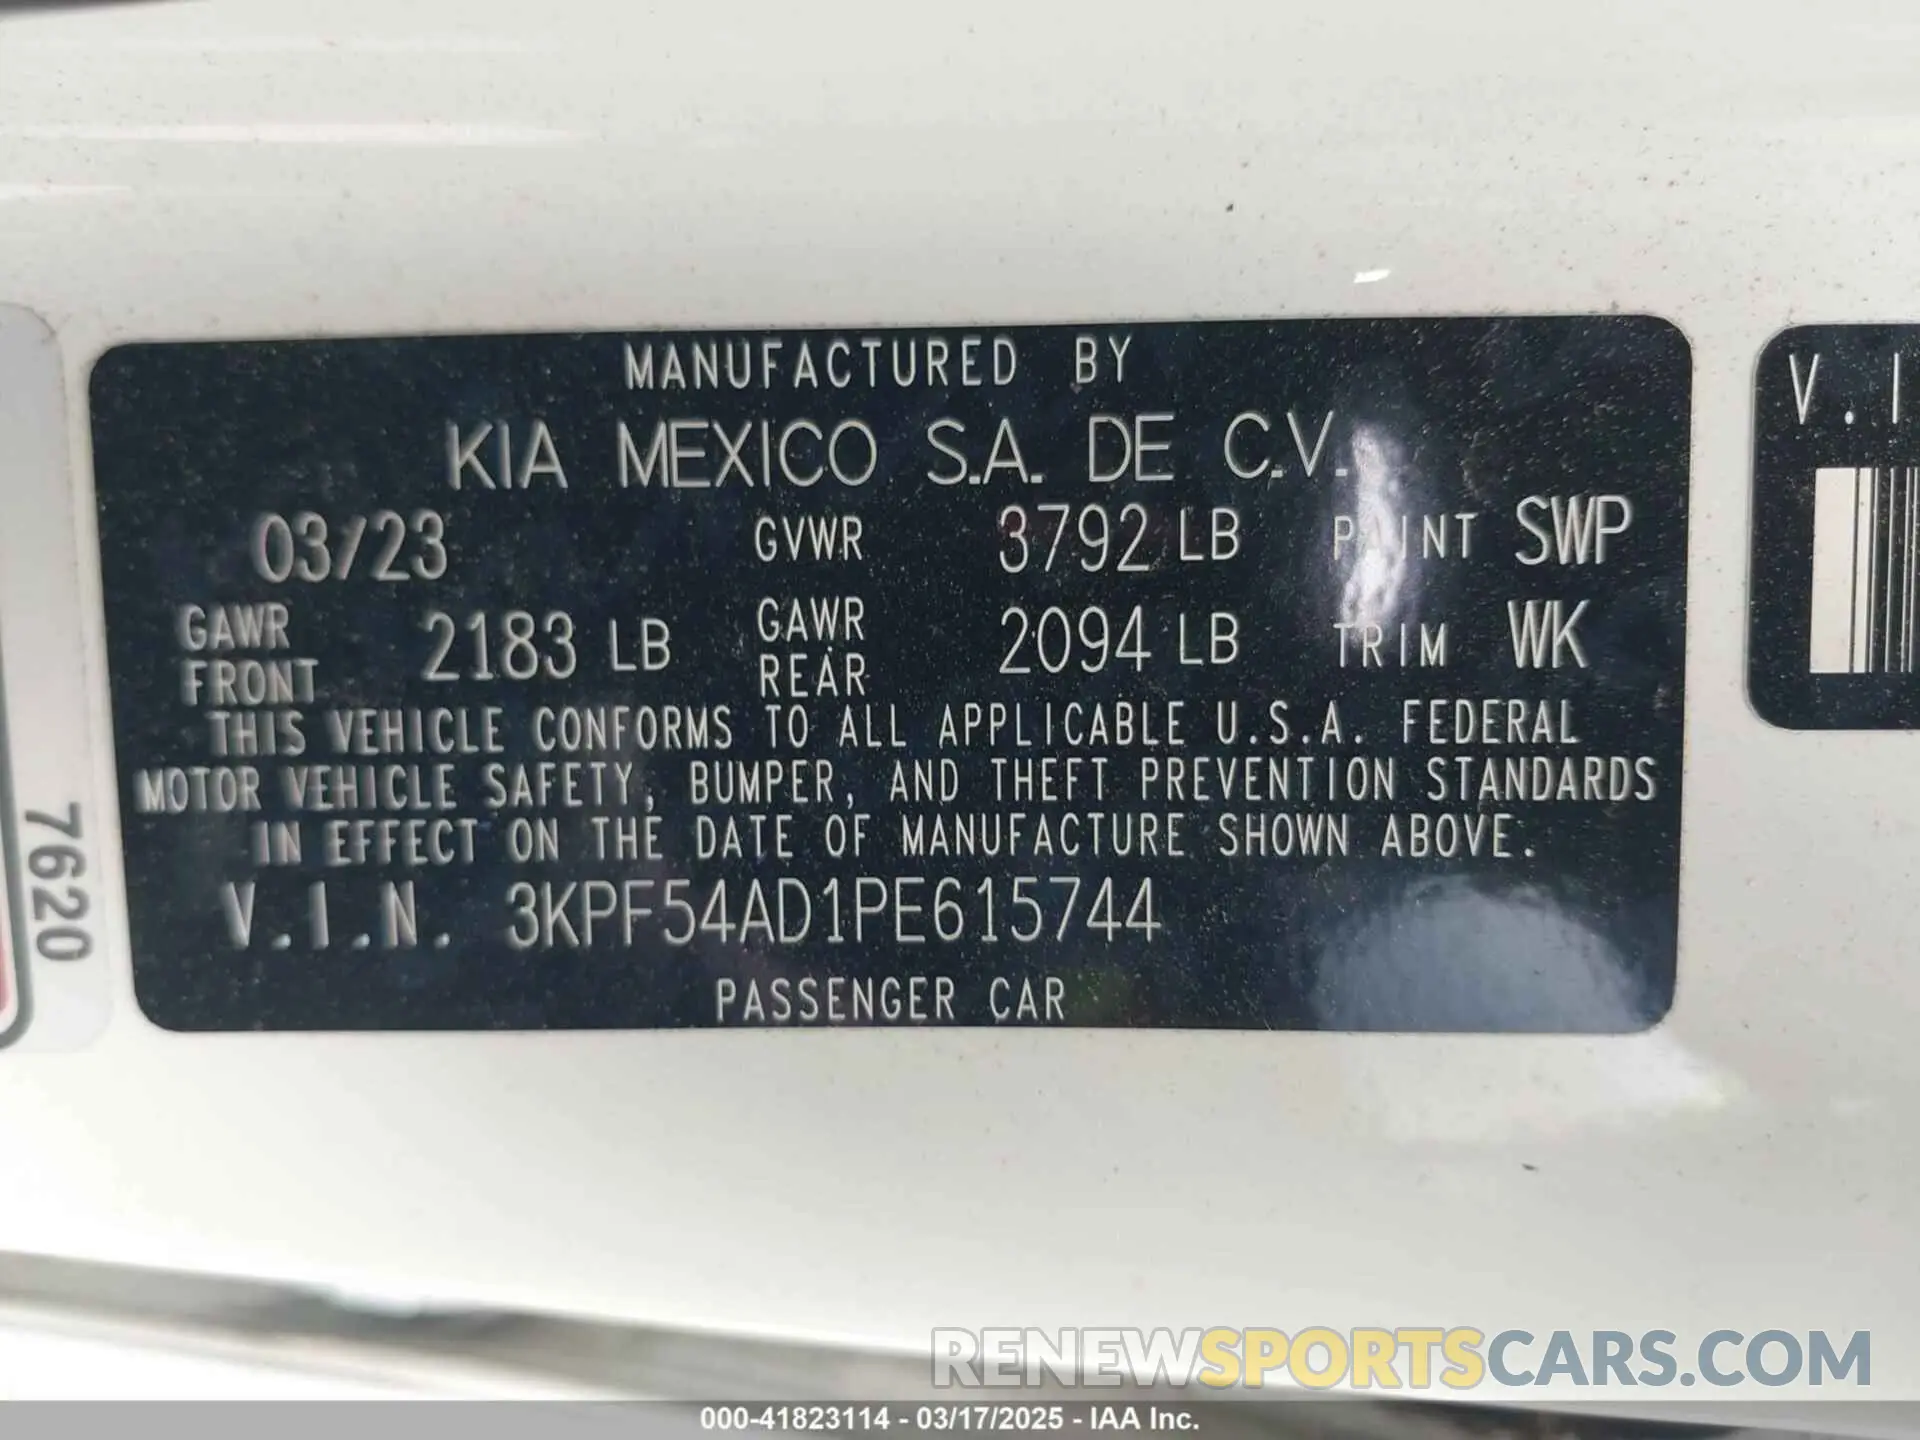 MANUFACTURED BY
KIA MEXICO S.A. DE C.V.
03/23 GVWR 3792 LB PAINT SWP
GAWR FRONT 2183 LB GAWR REAR 2094 LB TRIM WK
THIS VEHICLE CONFORMS TO ALL APPLICABLE U.S.A. FEDERAL
MOTOR VEHICLE SAFETY, BUMPER, AND THEFT PREVENTION STANDARDS
IN EFFECT ON THE DATE OF MANUFACTURE SHOWN ABOVE.
V.I.N. 3KPF54AD1PE615744
PASSENGER CAR
7620
V.I
RENEWSPORTSCARS.COM
000-41823114 - 03/17/2025 - IAA Inc.